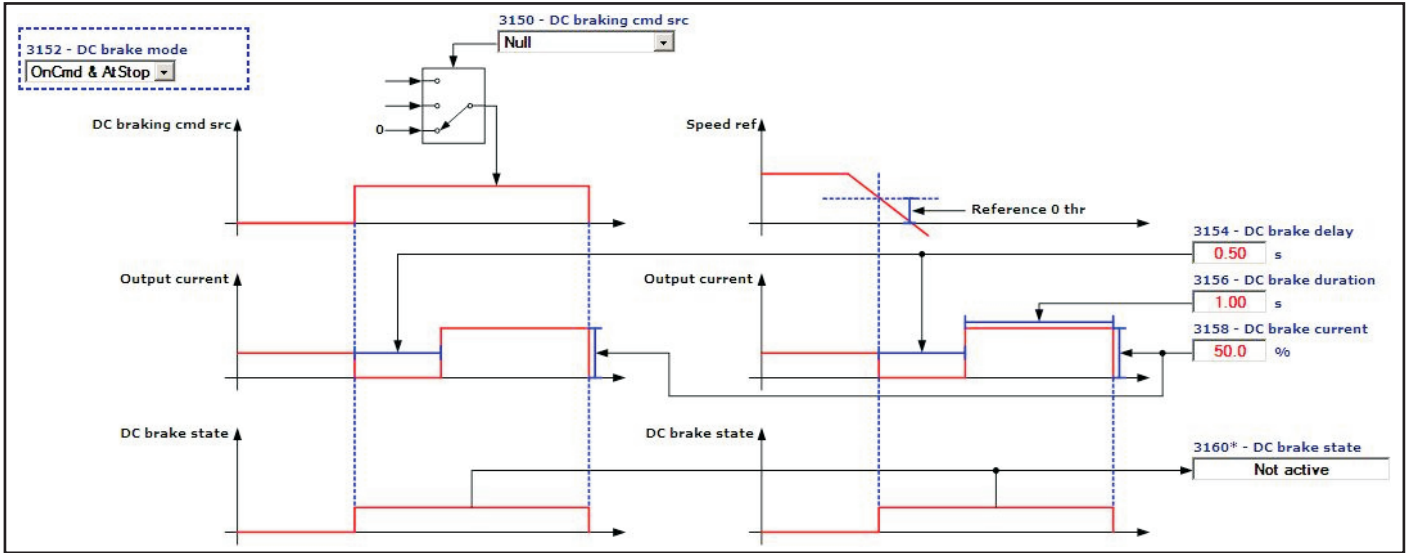 3150 - DC braking cmd src
Null
3152 - DC brake mode
OnCmd & AtStop
DC braking cmd src
0
Speed ref
Reference 0 thr
3154 - DC brake delay
0.50 s
Output current
Output current
3156 - DC brake duration
1.00 s
3158 - DC brake current
50.0 %
DC brake state
DC brake state
3160* - DC brake state
Not active